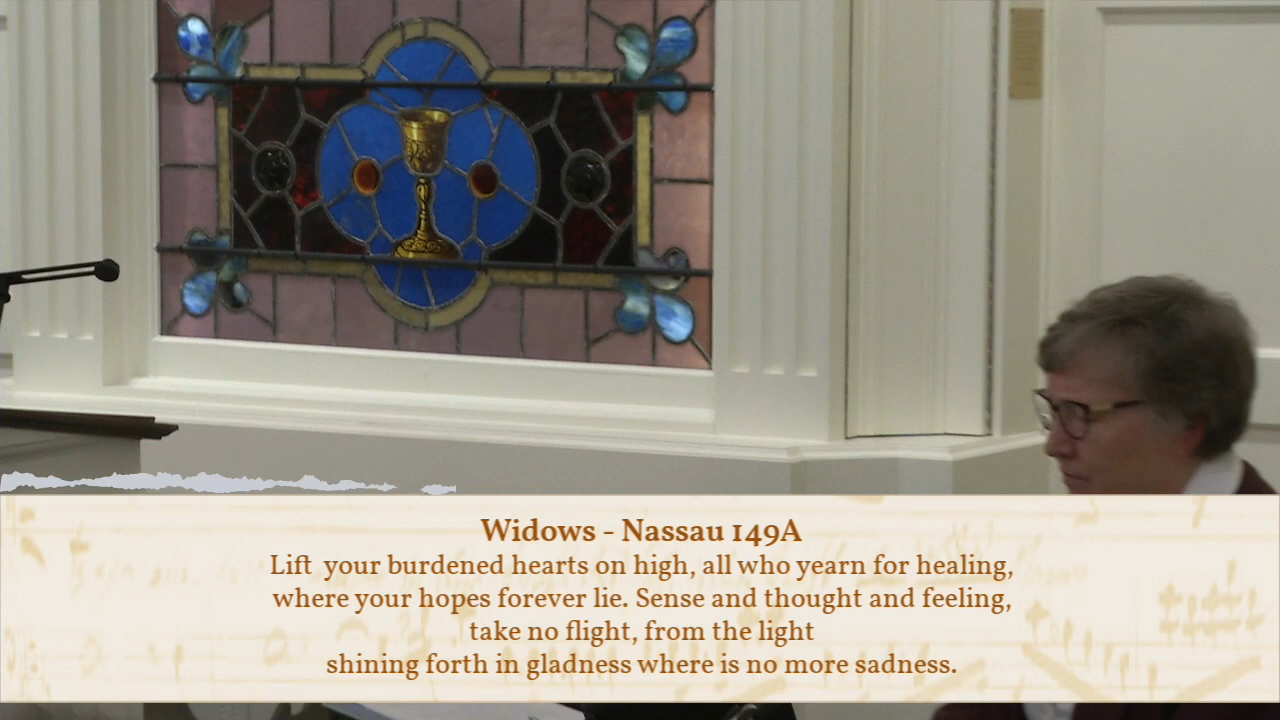 Widows - Nassau 149A
Lift your burdened hearts on high, all who yearn for healing,
where your hopes forever lie. Sense and thought and feeling,
take no flight, from the light
shining forth in gladness where is no more sadness.